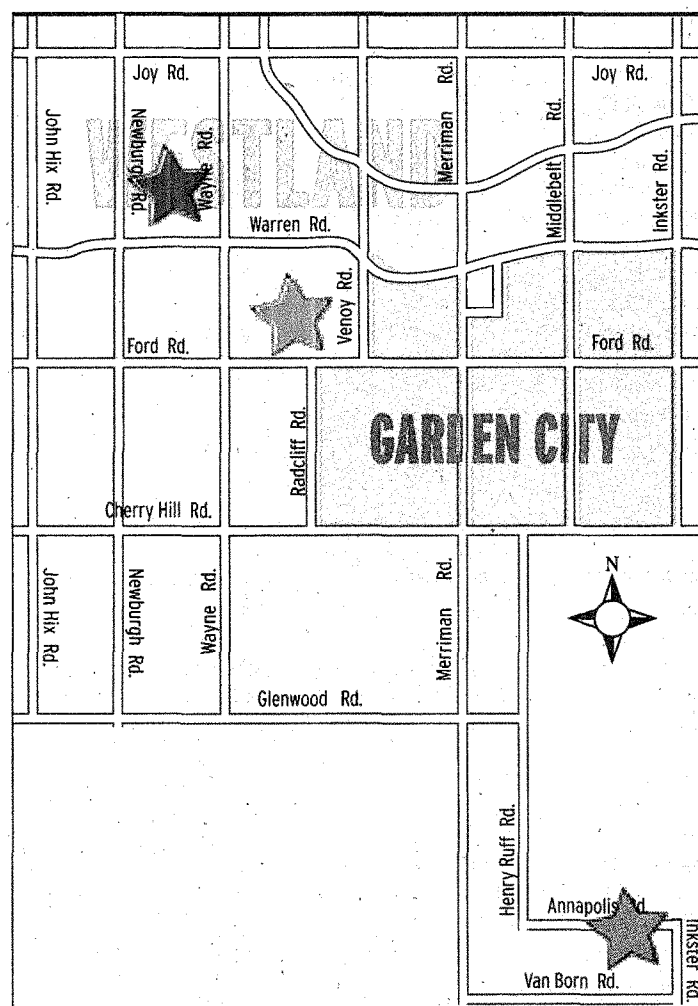 Joy Rd.
Joy Rd.
John Hix Rd.
Newburgh Rd.
Wayne Rd.
Merriman Rd.
Middlebelt Rd.
Inkster Rd.
WESTLAND
Warren Rd.
Venoy Rd.
Ford Rd.
Ford Rd.
Radcliff Rd.
GARDEN CITY
Cherry Hill Rd.
John Hix Rd.
Newburgh Rd.
Wayne Rd.
Merriman Rd.
N
Glenwood Rd.
Henry Ruff Rd.
Annapolis Rd.
Inkster Rd.
Van Born Rd.